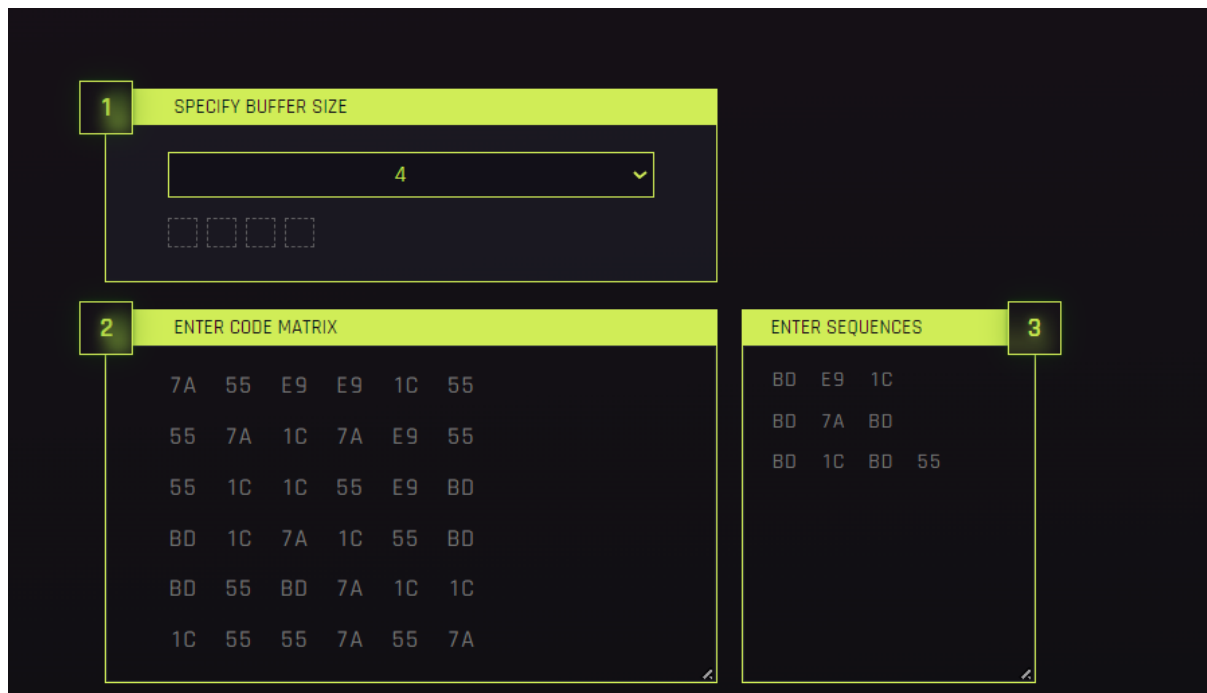 1 SPECIFY BUFFER SIZE
4
2 ENTER CODE MATRIX
7A 55 E9 E9 1C 55
55 7A 1C 7A E9 55
55 1C 1C 55 E9 BD
BD 1C 7A 1C 55 BD
BD 55 BD 7A 1C 1C
1C 55 55 7A 55 7A
ENTER SEQUENCES 3
BD E9 1C
BD 7A BD
BD 1C BD 55